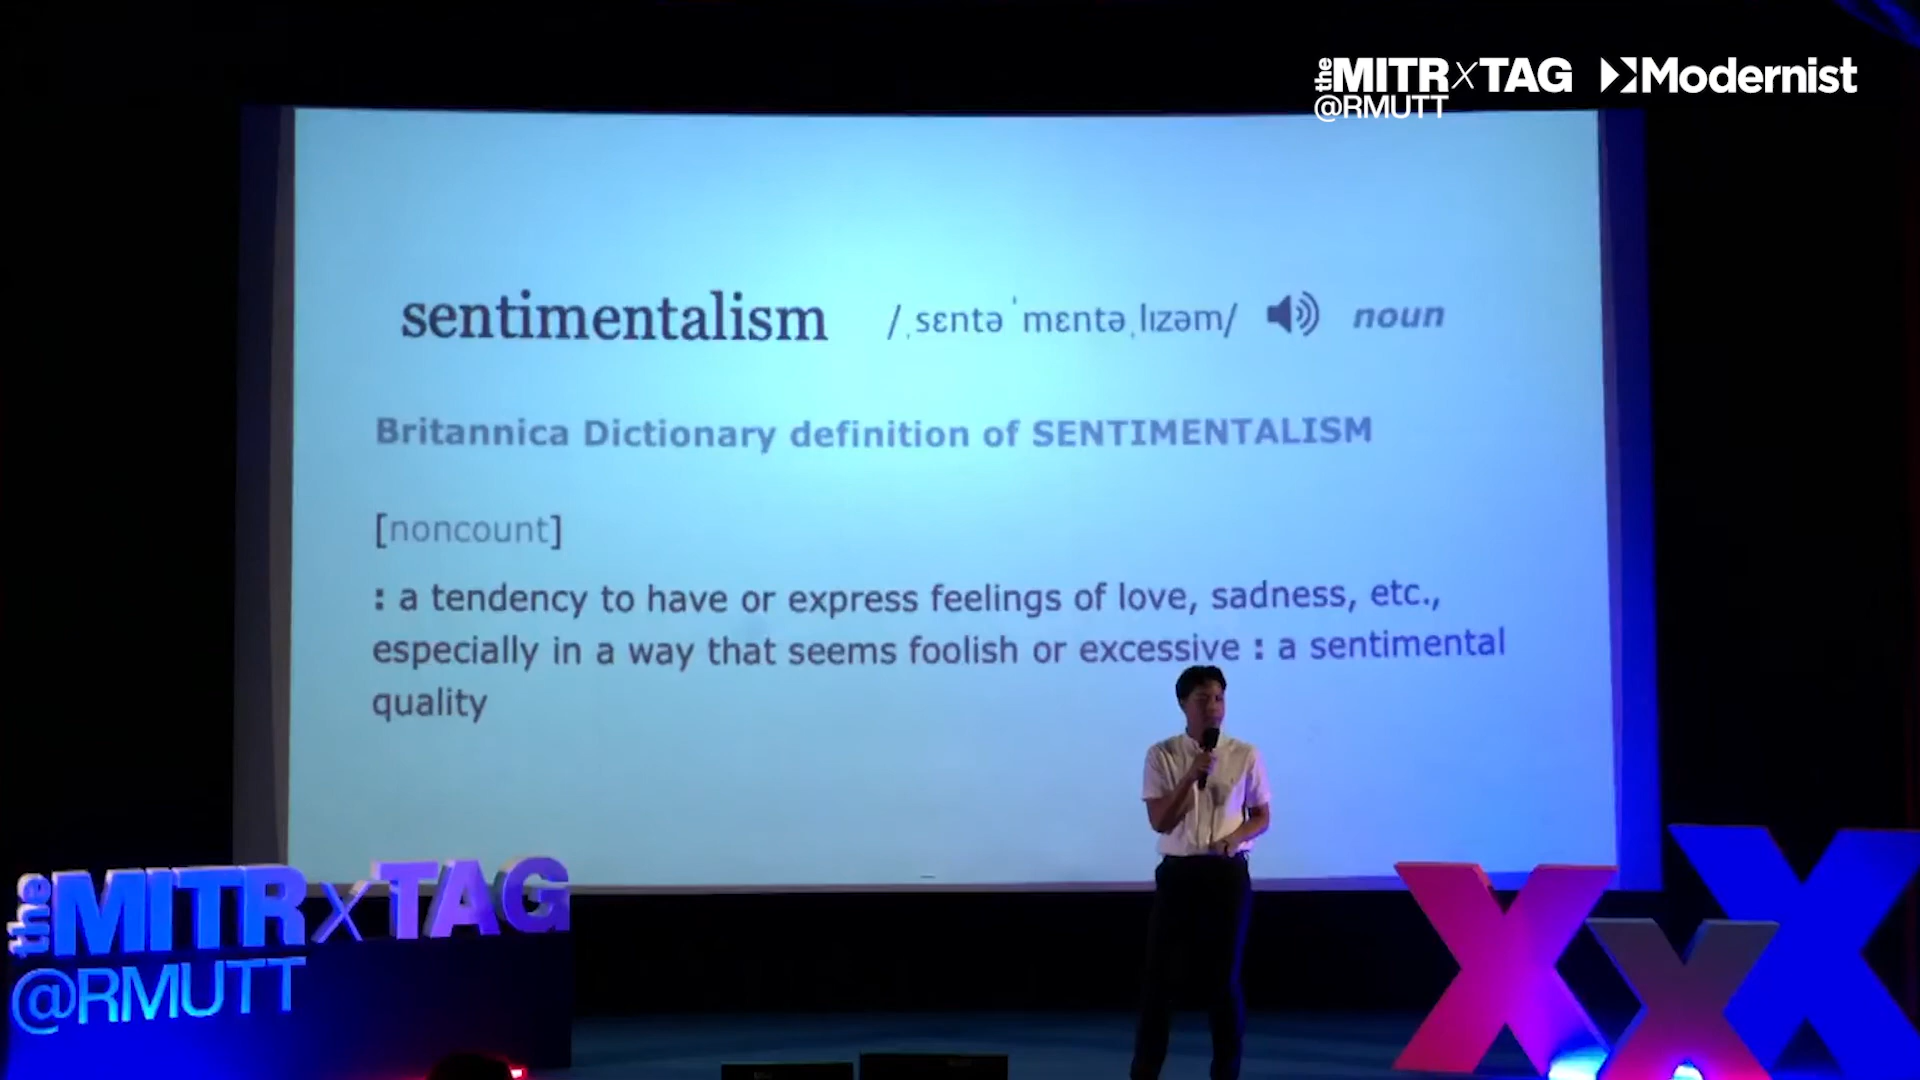 the MITR x TAG
@RMUTT
Modernist
sentimentalism /ˌsɛntəˈmɛntəˌlɪzəm/ noun
Britannica Dictionary definition of SENTIMENTALISM
[noncount]
: a tendency to have or express feelings of love, sadness, etc.,
especially in a way that seems foolish or excessive : a sentimental
quality
the MITR x TAG
@RMUTT
X x X